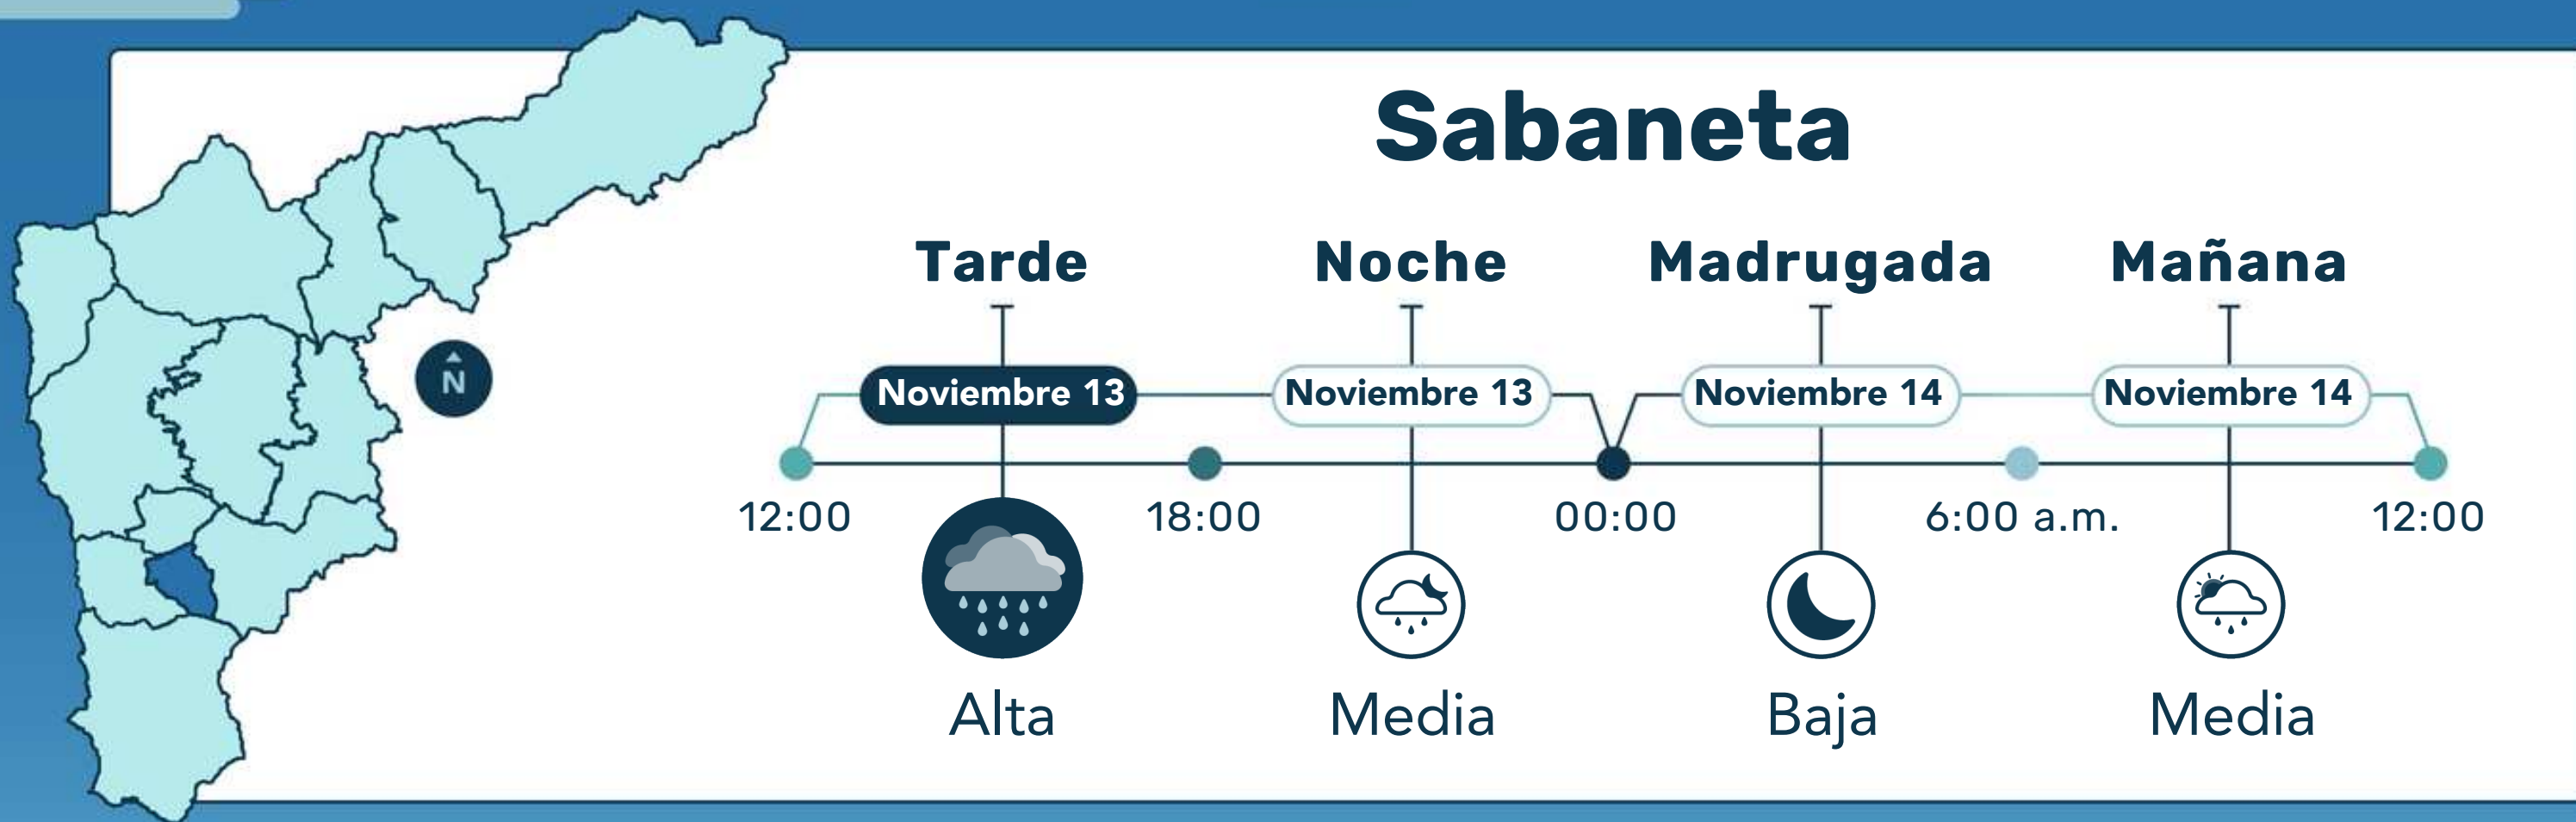 Sabaneta
Tarde
Noche
Madrugada
Mañana
Noviembre 13
Noviembre 13
Noviembre 14
Noviembre 14
N
12:00
18:00
00:00
6:00 a.m.
12:00
Alta
Media
Baja
Media